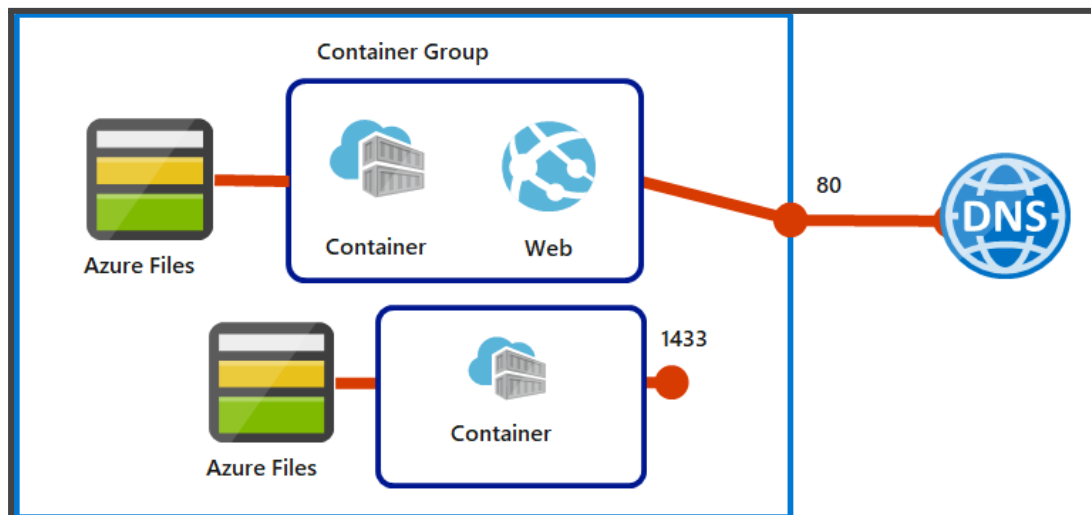 Container Group
80
DNS
Container
Web
Azure Files
1433
Container
Azure Files